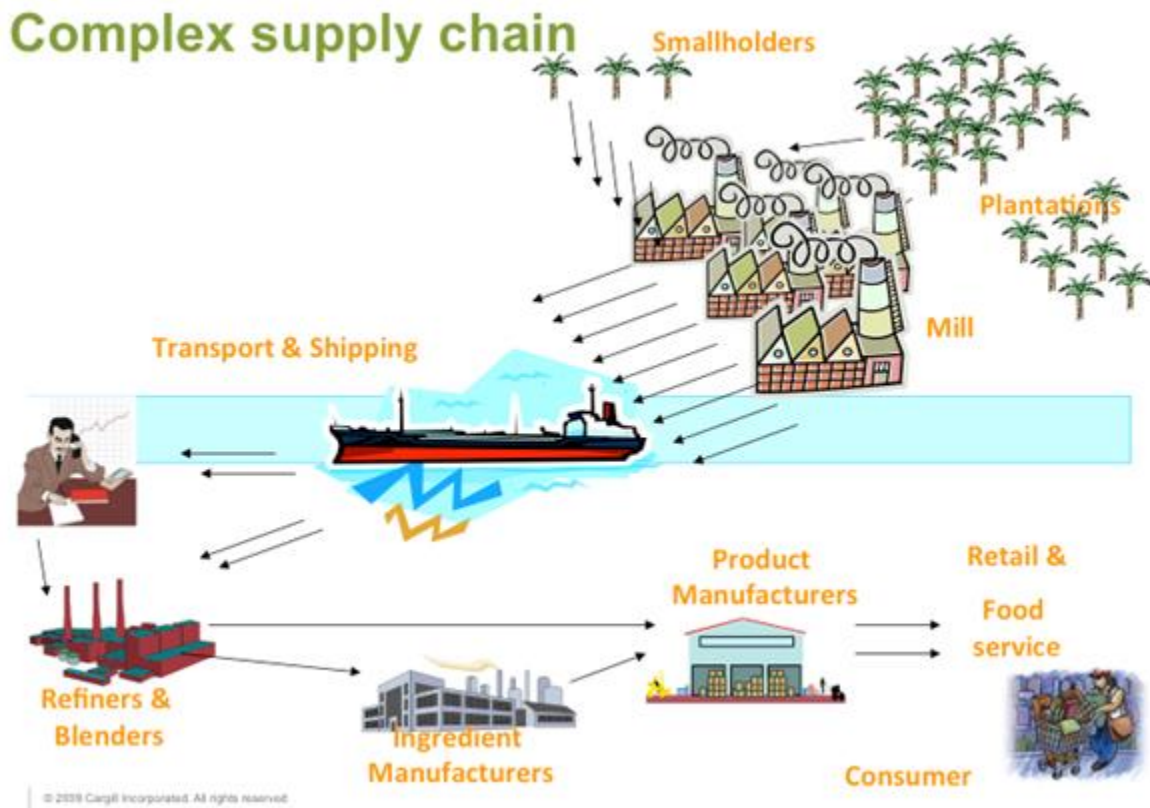 Complex supply chain
Smallholders
Plantations
Mill
Transport & Shipping
Product
Manufacturers
Retail &
Food
service
Refiners &
Blenders
Ingredient
Manufacturers
Consumer
Cargill Incorporated. All rights reserved